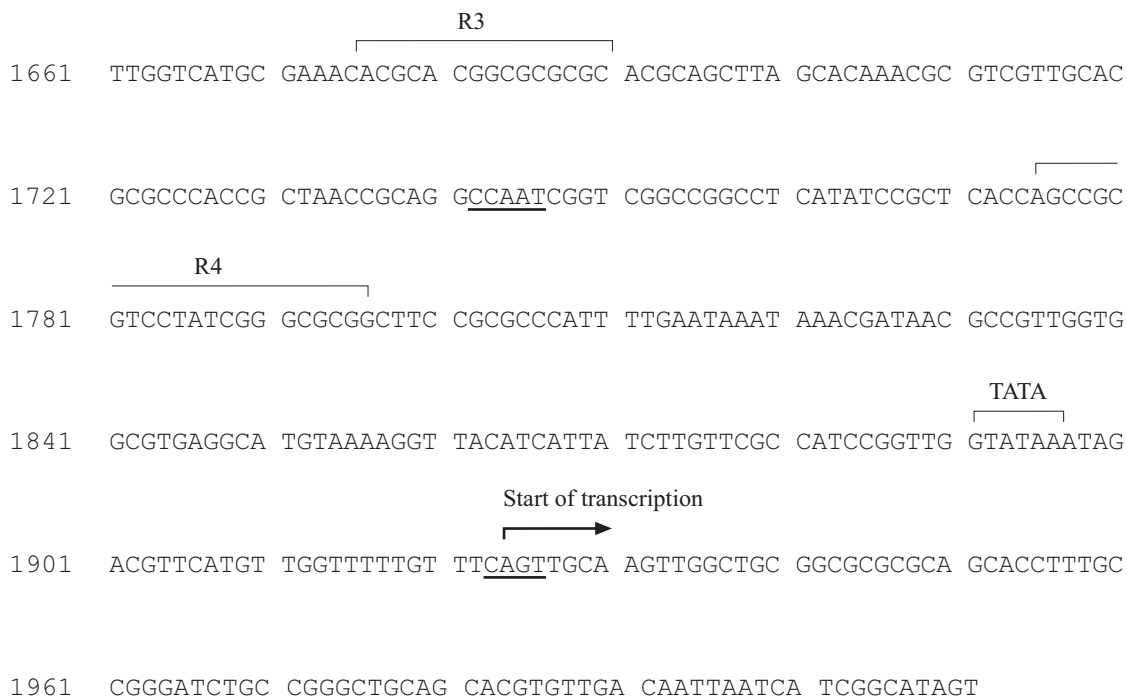 R3
1661 TTGGTCATGC GAAACACGCA CGGCGCGCGC ACGCAGCTTA GCACAAACGC GTCGTTGCAC
1721 GCGCCCACCG CTAACCGCAG GCCAATCGGT CGGCCGGCCT CATATCCGCT CACCAGCCGC
R4
1781 GTCCTATCGG GCGCGGCTTC CGCGCCCATT TTGAATAAAT AAACGATAAC GCCGTTGGTG
TATA
1841 GCGTGAGGCA TGTAAAAGGT TACATCATTA TCTTGTTCGC CATCCGGTTG GTATAAATAG
Start of transcription
1901 ACGTTCATGT TGGTTTTTGT TTCAGTTGCA AGTTGGCTGC GGCGCGCGCA GCACCTTTGC
1961 CGGGATCTGC CGGGCTGCAG CACGTGTTGA CAATTAATCA TCGGCATAGT